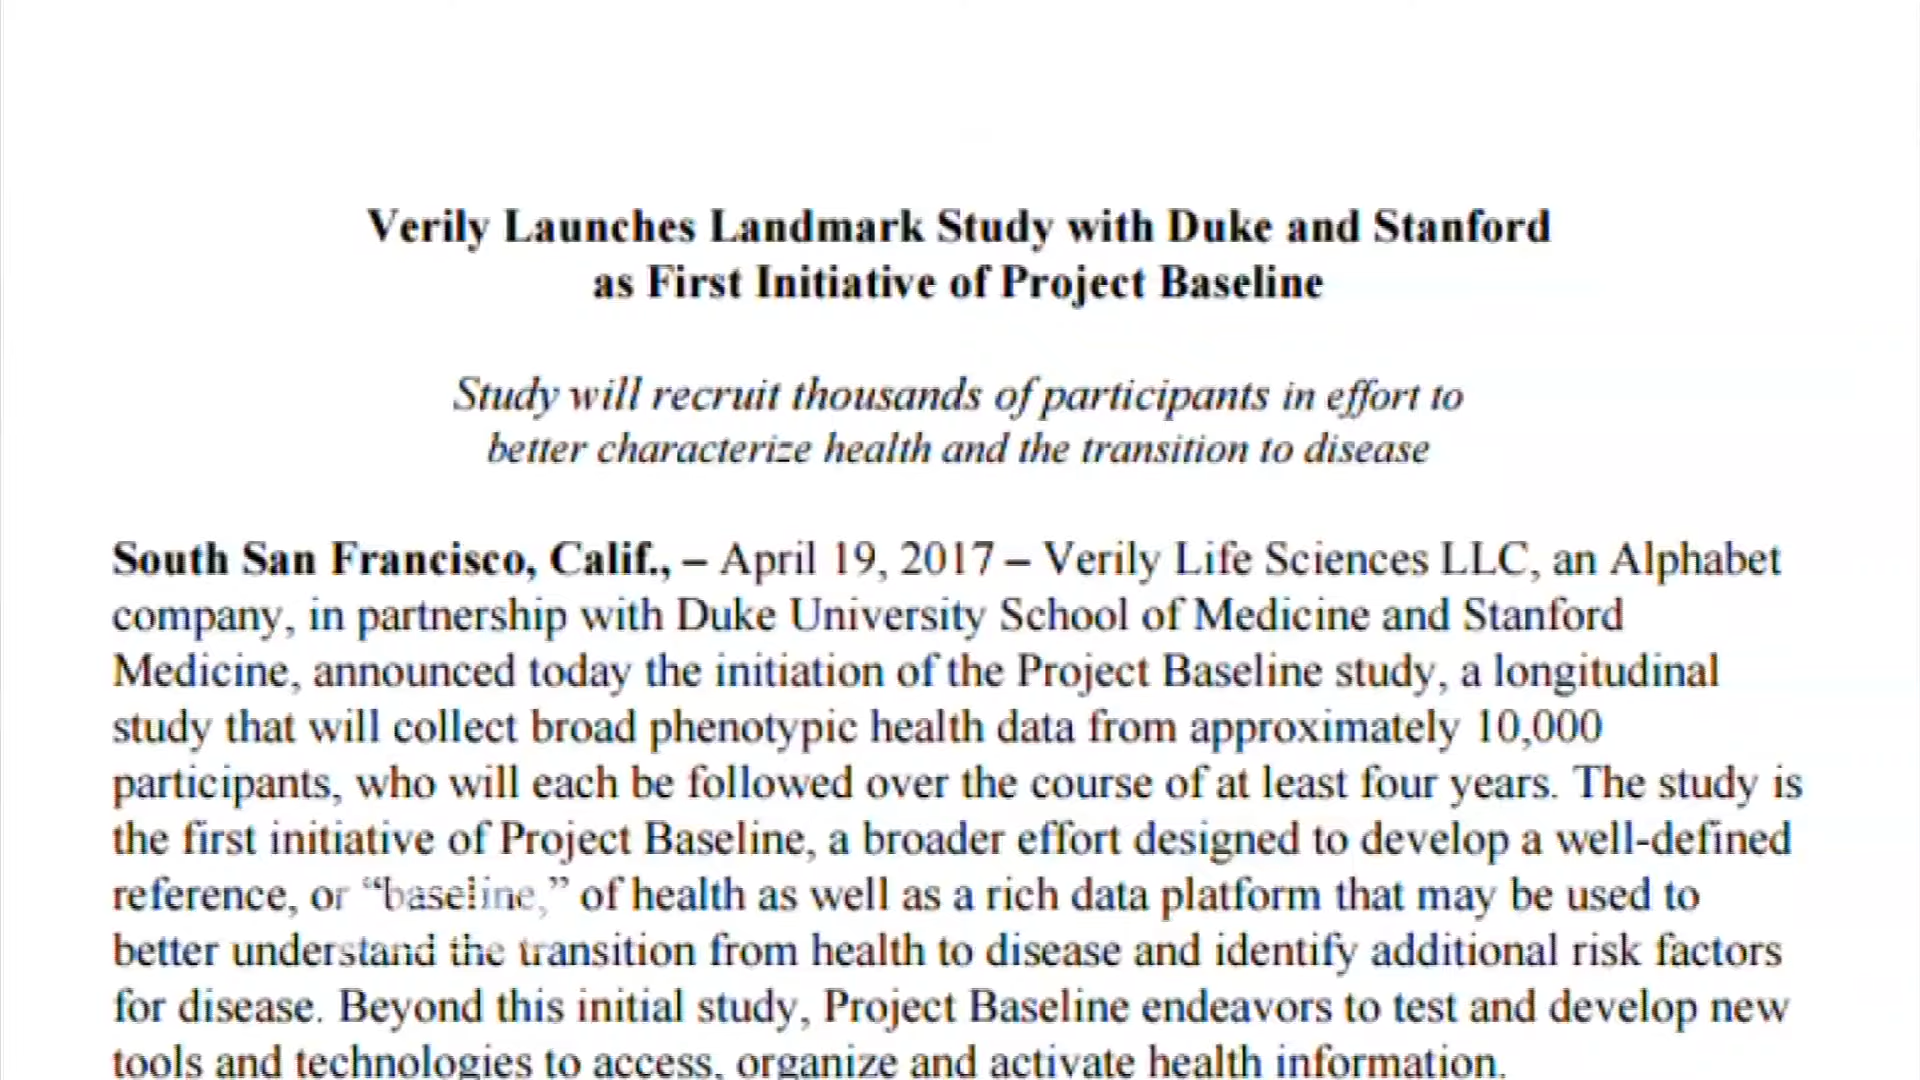 Verily Launches Landmark Study with Duke and Stanford
as First Initiative of Project Baseline
Study will recruit thousands of participants in effort to
better characterize health and the transition to disease
South San Francisco, Calif., – April 19, 2017 – Verily Life Sciences LLC, an Alphabet
company, in partnership with Duke University School of Medicine and Stanford
Medicine, announced today the initiation of the Project Baseline study, a longitudinal
study that will collect broad phenotypic health data from approximately 10,000
participants, who will each be followed over the course of at least four years. The study is
the first initiative of Project Baseline, a broader effort designed to develop a well-defined
reference, or “baseline,” of health as well as a rich data platform that may be used to
better understand the transition from health to disease and identify additional risk factors
for disease. Beyond this initial study, Project Baseline endeavors to test and develop new
tools and technologies to access, organize and activate health information.